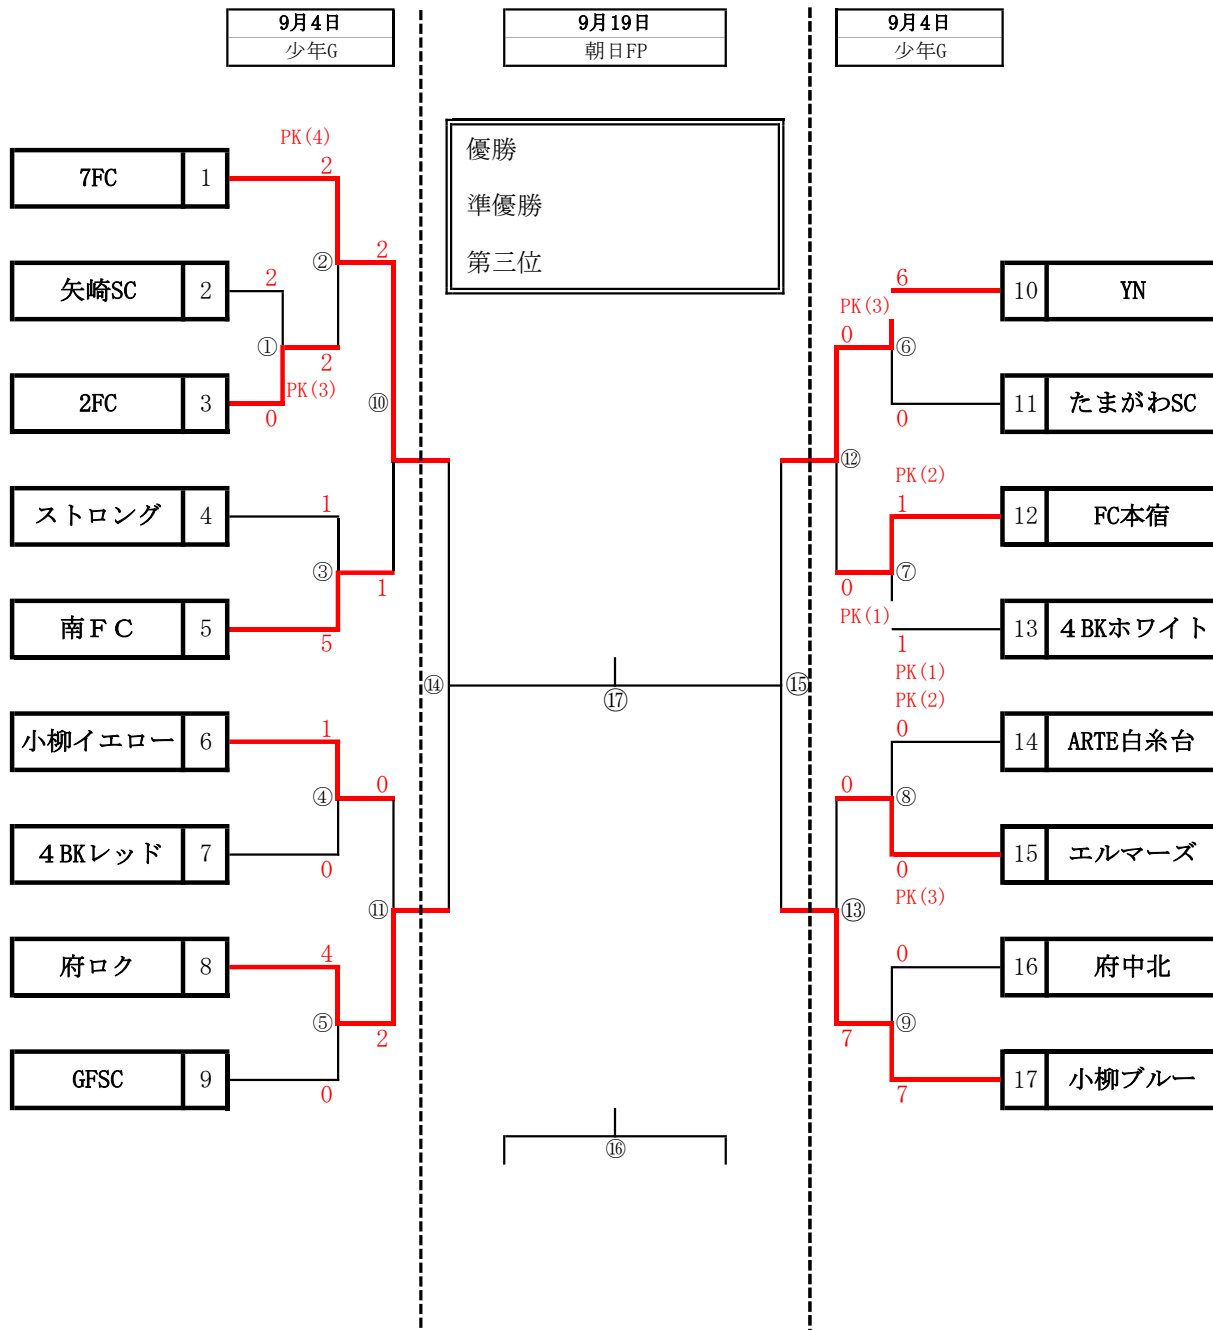 9月4日
少年G
9月19日
朝日FP
9月4日
少年G
優勝
準優勝
第三位
PK(4)
2
7FC 1
② 2
矢崎SC 2
2
① 2
PK(3)
2FC 3
0
⑩
ストロング 4
1
③ 1
南FC 5
5
⑭
小柳イエロー 6
1
④ 0
4BKレッド 7
0
⑪
府ロク 8
4
⑤ 2
GFSC 9
0
⑰
⑯
6
10 YN
PK(3)
0 ⑥
11 たまがわSC
0
⑫
PK(2)
1
12 FC本宿
0 ⑦
PK(1)
13 4BKホワイト
1
PK(1)
⑮
PK(2)
0
14 ARTE白糸台
0 ⑧
15 エルマーズ
0
PK(3)
⑬
0
16 府中北
7 ⑨
17 小柳ブルー
7